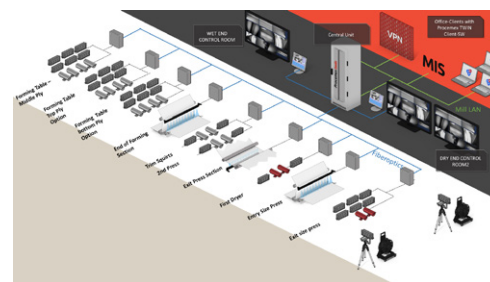 WET END
CONTROL ROOM
Central Unit
VPN
Office Clients with
Procemex TWIN
Client SW
MIS
Mill LAN
DRY END CONTROL
ROOM
Fiberoptics
Forming Table –
Middle Ply
Forming Table
Top Ply
Option
Forming Table
bottom Ply
Option
End of Forming
Section
Trim Squirts
2nd Press
Exit Press Section
First Dryer
Entry Size Press
Exit size press